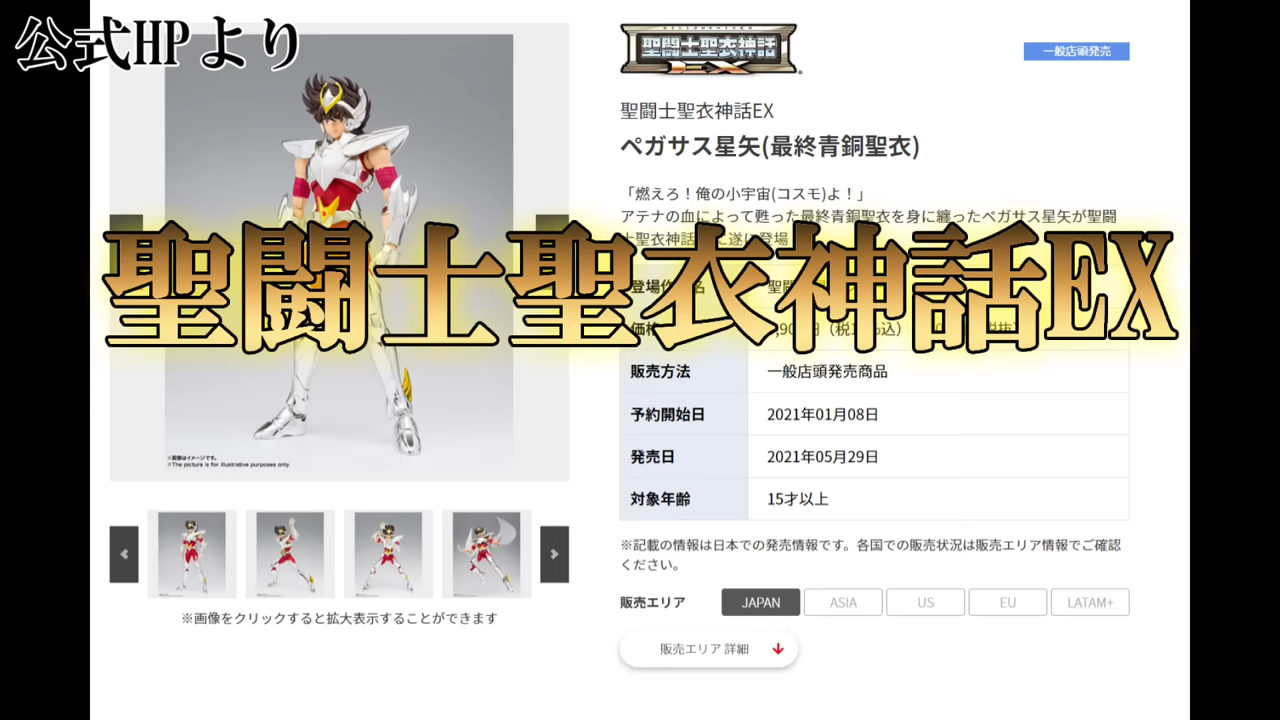 公式HPより
聖闘士聖衣神話
EX
一般店頭発売
聖闘士聖衣神話EX
ペガサス星矢(最終青銅聖衣)
「燃えろ！俺の小宇宙(コスモ)よ！」
アテナの血によって甦った最終青銅聖衣を身に纏ったペガサス星矢が聖闘
聖闘士聖衣神話EX
販売方法 一般店頭発売商品
予約開始日 2021年01月08日
発売日 2021年05月29日
対象年齢 15才以上
※画像はイメージです。
※The picture is for illustrative purposes only.
※画像をクリックすると拡大表示することができます
※記載の情報は日本での発売情報です。各国での販売状況は販売エリア情報でご確認
ください。
販売エリア JAPAN ASIA US EU LATAM+
販売エリア 詳細